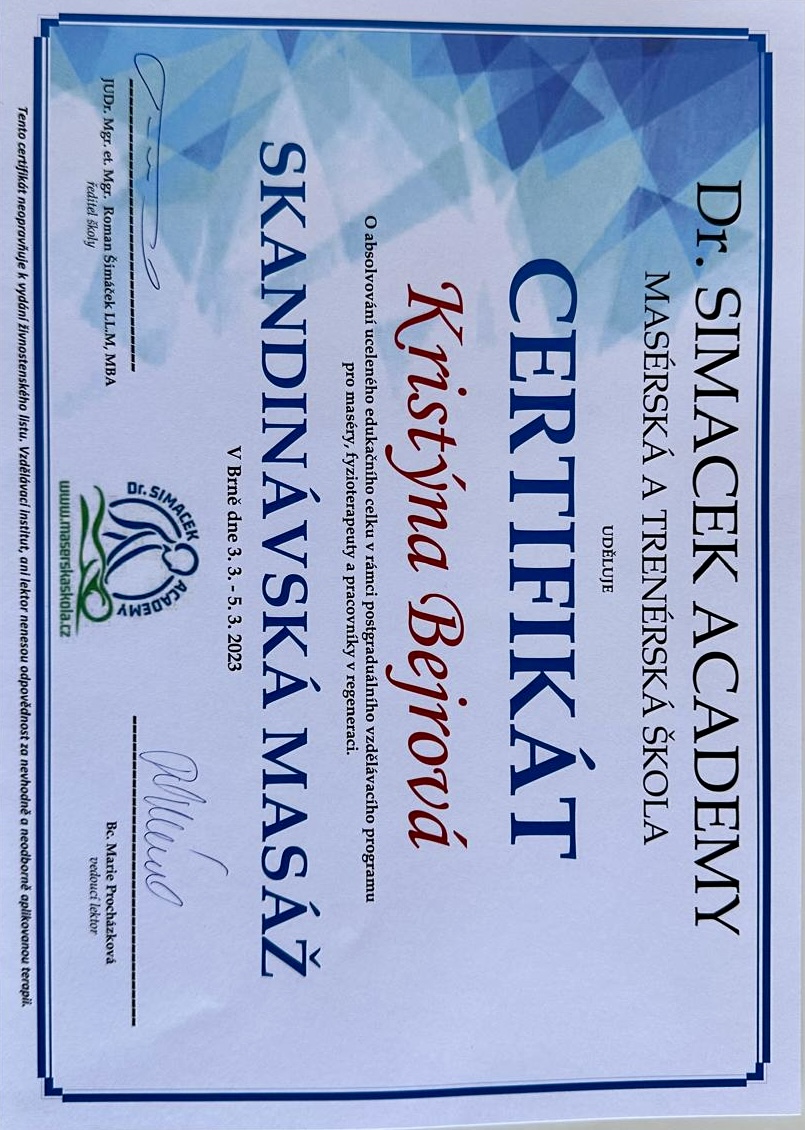 Dr. SIMACEK ACADEMY
MASÉRSKÁ A TRENÉRSKÁ ŠKOLA
UDĚLUJE
CERTIFIKÁT
Kristýna Bejrová
O absolvování uceleného edukačního celku v rámci postgraduálního vzdělávacího programu
pro maséry, fyzioterapeuty a pracovníky v regeneraci.
SKANDINÁVSKÁ MASÁŽ
V Brně dne 3. 3. - 5. 3. 2023
Dr. SIMACEK ACADEMY
www.maserskaskola.cz
JUDr. Mgr. et. Mgr. Roman Šimáček LL.M, MBA
ředitel školy
Bc. Marie Procházková
vedoucí lektor
Tento certifikát neopravňuje k vydání živnostenského listu. Vzdělávací institut, ani lektor nenesou odpovědnost za nevhodně a neodborně aplikovanou terapii.